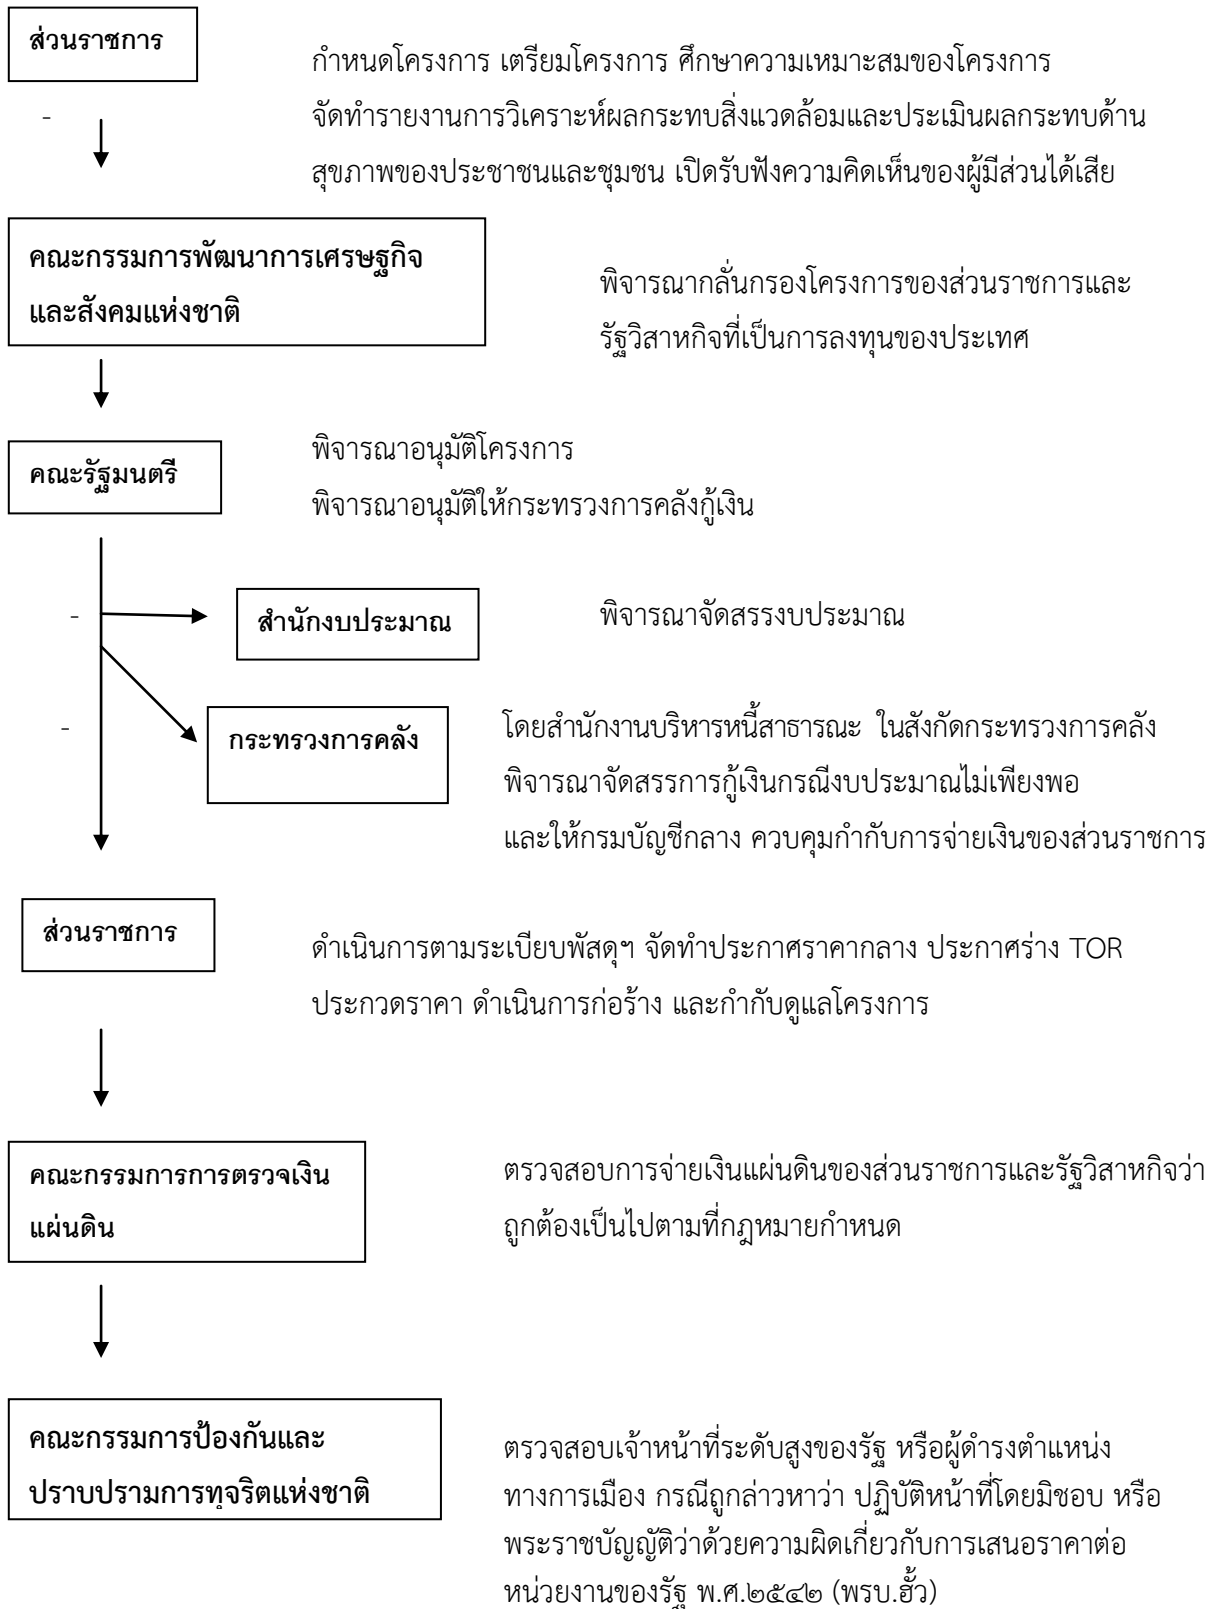 ส่วนราชการ
กำหนดโครงการ เตรียมโครงการ ศึกษาความเหมาะสมของโครงการ
จัดทำรายงานการวิเคราะห์ผลกระทบสิ่งแวดล้อมและประเมินผลกระทบด้าน
สุขภาพของประชาชนและชุมชน เปิดรับฟังความคิดเห็นของผู้มีส่วนได้เสีย
คณะกรรมการพัฒนาการเศรษฐกิจ
และสังคมแห่งชาติ
พิจารณากลั่นกรองโครงการของส่วนราชการและ
รัฐวิสาหกิจที่เป็นการลงทุนของประเทศ
คณะรัฐมนตรี
พิจารณาอนุมัติโครงการ
พิจารณาอนุมัติให้กระทรวงการคลังกู้เงิน
สำนักงบประมาณ
พิจารณาจัดสรรงบประมาณ
กระทรวงการคลัง
โดยสำนักงานบริหารหนี้สาธารณะ ในสังกัดกระทรวงการคลัง
พิจารณาจัดสรรการกู้เงินกรณีงบประมาณไม่เพียงพอ
และให้กรมบัญชีกลาง ควบคุมกำกับการจ่ายเงินของส่วนราชการ
ส่วนราชการ
ดำเนินการตามระเบียบพัสดุฯ จัดทำประกาศราคากลาง ประกาศร่าง TOR
ประกวดราคา ดำเนินการก่อร้าง และกำกับดูแลโครงการ
คณะกรรมการการตรวจเงิน
แผ่นดิน
ตรวจสอบการจ่ายเงินแผ่นดินของส่วนราชการและรัฐวิสาหกิจว่า
ถูกต้องเป็นไปตามที่กฎหมายกำหนด
คณะกรรมการป้องกันและ
ปราบปรามการทุจริตแห่งชาติ
ตรวจสอบเจ้าหน้าที่ระดับสูงของรัฐ หรือผู้ดำรงตำแหน่ง
ทางการเมือง กรณีถูกล่าวหาว่า ปฏิบัติหน้าที่โดยมิชอบ หรือ
พระราชบัญญัติว่าด้วยความผิดเกี่ยวกับการเสนอราคาต่อ
หน่วยงานของรัฐ พ.ศ.๒๕๔๒ (พรบ.ฮั้ว)